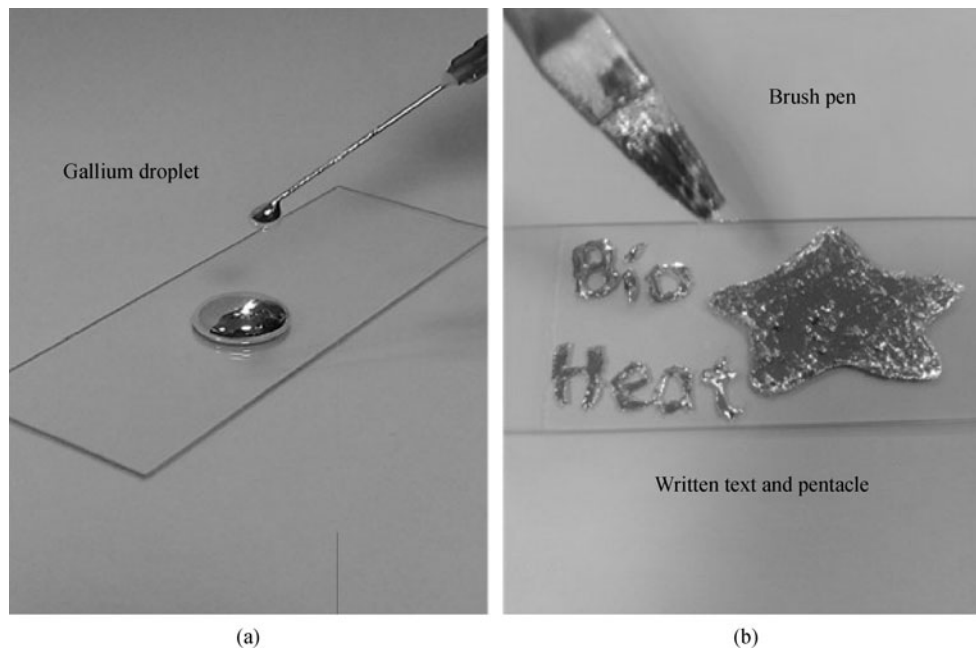 Gallium droplet
Brush pen
Bio
Heat
Written text and pentacle
(a)
(b)